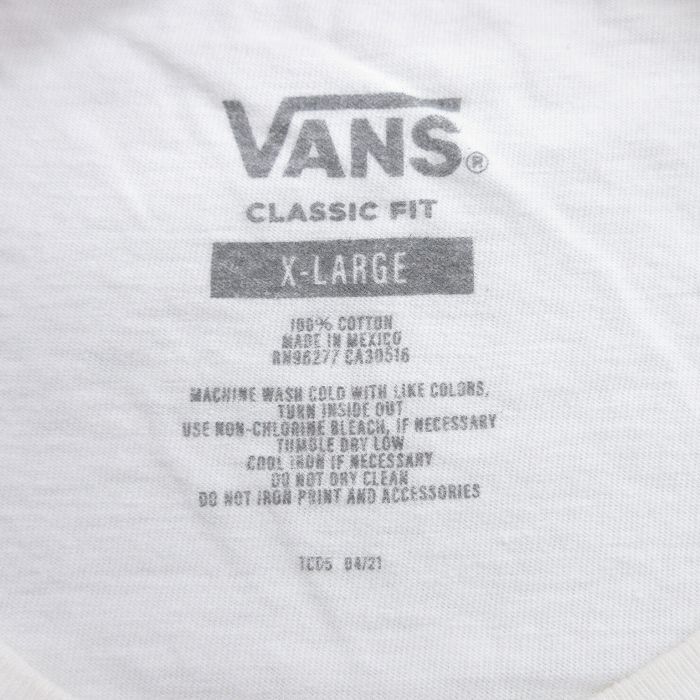 VANS®
CLASSIC FIT
X-LARGE
100% COTTON
MADE IN MEXICO
RN96277 CA30516
MACHINE WASH COLD WITH LIKE COLORS,
TURN INSIDE OUT
USE NON-CHLORINE BLEACH, IF NECESSARY
TUMBLE DRY LOW
COOL IRON IF NECESSARY
DO NOT DRY CLEAN
DO NOT IRON PRINT AND ACCESSORIES
04/21